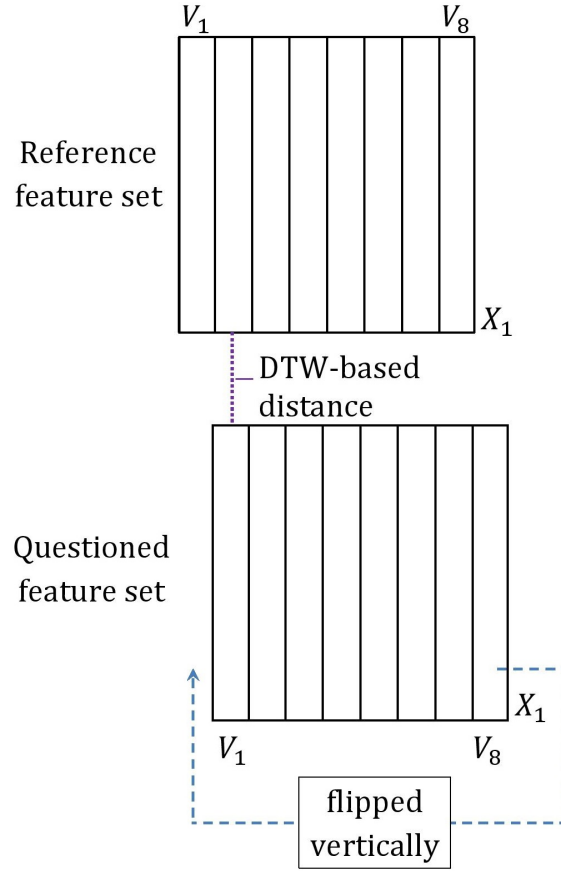 V₁ V₈
Reference
feature set
X₁
DTW-based
distance
Questioned
feature set
X₁
V₁ V₈
flipped
vertically